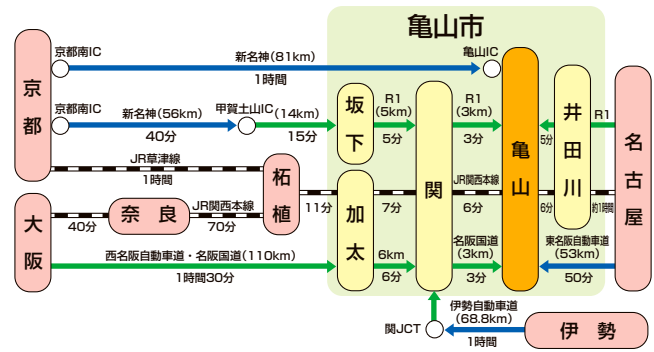 亀山市
京都
京都南IC
新名神(81km)
1時間
亀山IC
京都南IC
新名神(56km)
40分
甲賀土山IC
(14km)
15分
坂下
R1
(5km)
5分
関
R1
(3km)
3分
亀山
5分
井田川
R1
名古屋
JR草津線
1時間
柘植
大阪
40分
奈良
JR関西本線
70分
11分
加太
7分
JR関西本線
6分
6分
約1時間
西名阪自動車道・名阪国道(110km)
1時間30分
6km
6分
名阪国道
(3km)
3分
東名阪自動車道
(53km)
50分
関JCT
伊勢自動車道
(68.8km)
1時間
伊勢